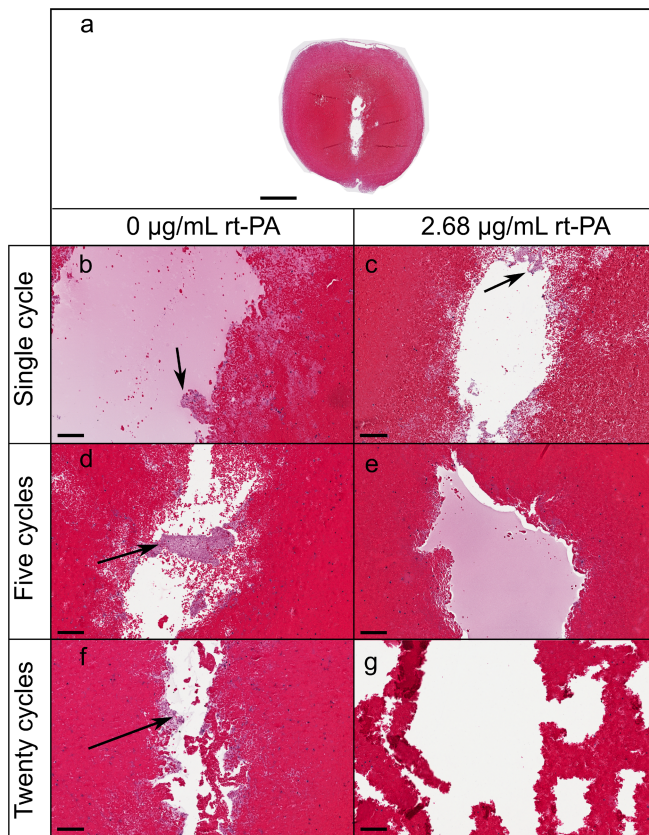 a
0 µg/mL rt-PA
2.68 µg/mL rt-PA
Single cycle
b
c
Five cycles
d
e
Twenty cycles
f
g